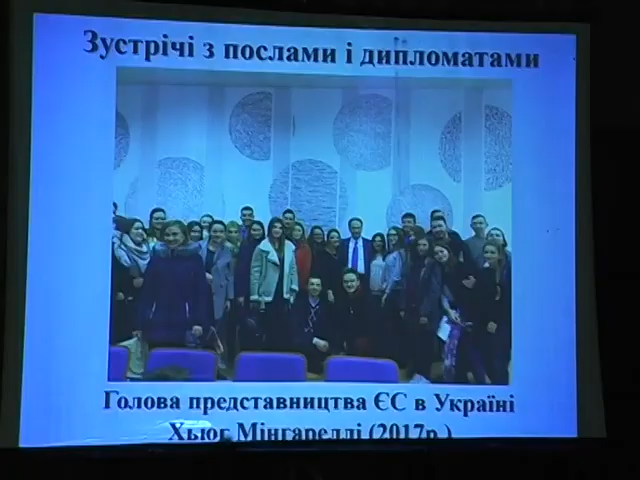 Зустрічі з послами і дипломатами
Голова представництва ЄС в Україні
Хьюг Мінгареллі (2017р.)